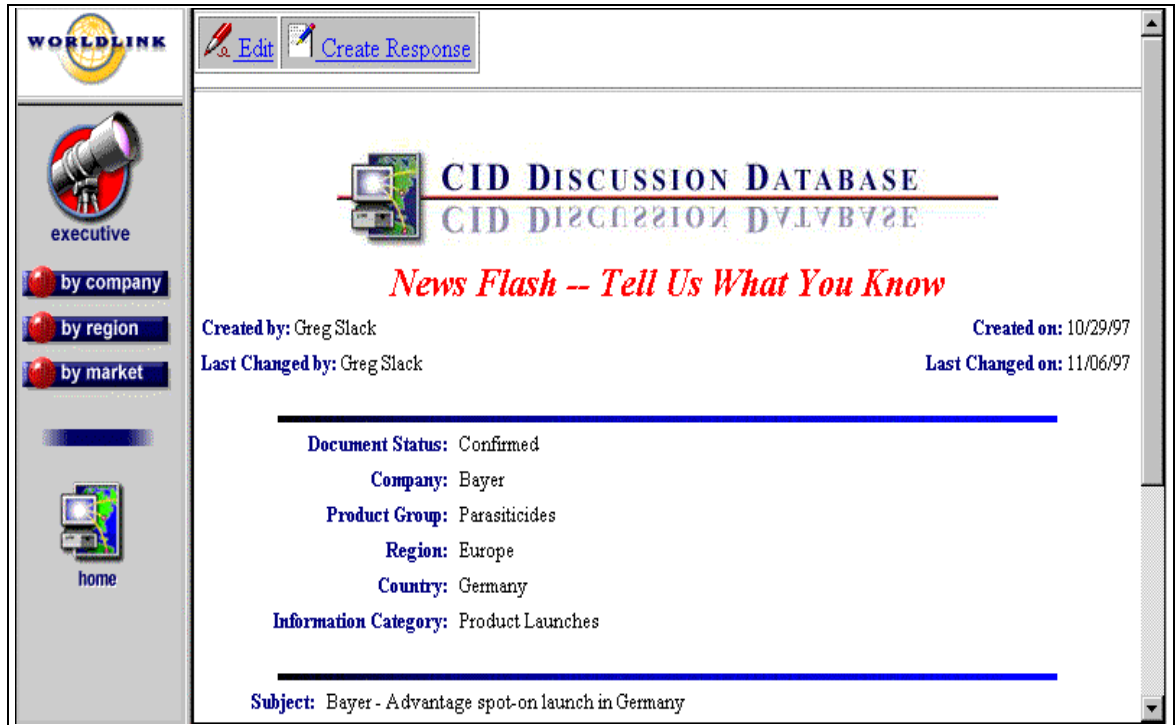 WORLDLINK
Edit Create Response
executive
by company
by region
by market
home
CID DISCUSSION DATABASE
CID DISCUSSION DATABASE
News Flash -- Tell Us What You Know
Created by: Greg Slack Created on: 10/29/97
Last Changed by: Greg Slack Last Changed on: 11/06/97
Document Status: Confirmed
Company: Bayer
Product Group: Parasiticides
Region: Europe
Country: Germany
Information Category: Product Launches
Subject: Bayer - Advantage spot-on launch in Germany